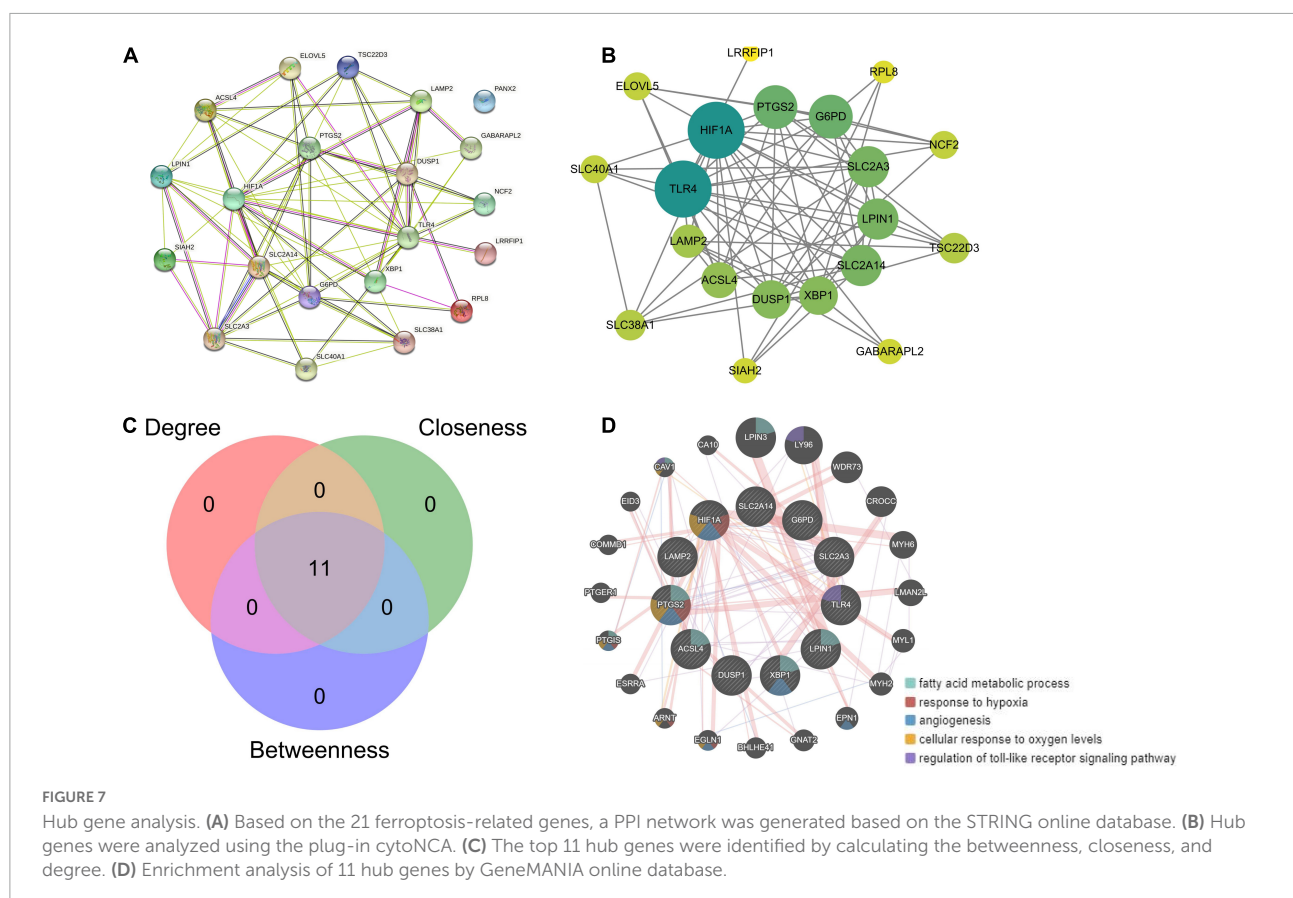 A
ELOVL5
TSC22D3
ACSL4
LAMP2
PANX2
PTGS2
GABARAPL2
LPIN1
DUSP1
HIF1A
NCF2
TLR4
LRRFIP1
SIAH2
SLC2A14
XBP1
G6PD
RPL8
SLC2A3
SLC38A1
SLC40A1
B
LRRFIP1
RPL8
ELOVL5
PTGS2
G6PD
HIF1A
NCF2
SLC40A1
SLC2A3
TLR4
LPIN1
LAMP2
TSC22D3
SLC2A14
ACSL4
DUSP1
XBP1
SLC38A1
GABARAPL2
SIAH2
C
Degree
Closeness
0
0
0
11
0
0
0
Betweenness
D
LPIN3
CA10
LY96
CAV1
WDR73
EID3
SLC2A14
CROCC
HIF1A
G6PD
COMMD1
LAMP2
SLC2A3
MYH6
PTGER1
PTGS2
TLR4
LMAN2L
PTGIS
ACSL4
LPIN1
MYL1
ESRRA
DUSP1
XBP1
MYH2
ARNT
EPN1
EGLN1
BHLHE41
GNAT2
fatty acid metabolic process
response to hypoxia
angiogenesis
cellular response to oxygen levels
regulation of toll-like receptor signaling pathway
FIGURE 7
Hub gene analysis. (A) Based on the 21 ferroptosis-related genes, a PPI network was generated based on the STRING online database. (B) Hub
genes were analyzed using the plug-in cytoNCA. (C) The top 11 hub genes were identified by calculating the betweenness, closeness, and
degree. (D) Enrichment analysis of 11 hub genes by GeneMANIA online database.